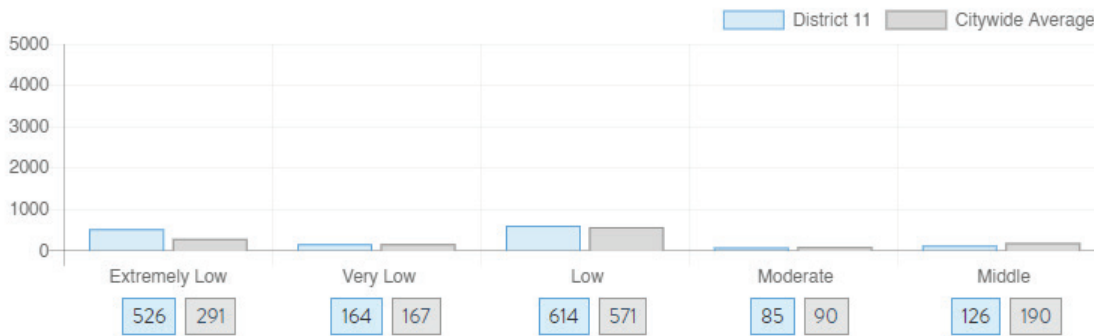 District 11 Citywide Average
5000
4000
3000
2000
1000
0
Extremely Low Very Low Low Moderate Middle
526 291 164 167 614 571 85 90 126 190